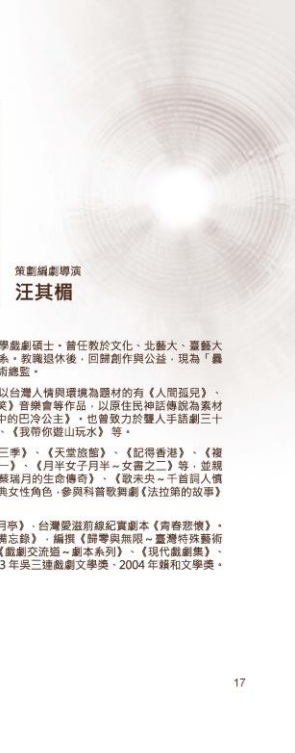 策劃編劇導演
汪其楣
學戲劇碩士。曾任教於文化、北藝大、臺藝大
系。教職退休後,回歸創作與公益,現為「曇
術總監。
以台灣人情與環境為題材的有《人間孤兒》、
笑》音樂會等作品,以原住民神話傳說為素材
中的巴冷公主》。也曾致力於聾人手語劇三十
、《我帶你遊山玩水》等。
三季》、《天堂旅館》、《記得香港》、《複
一》、《月半女子月半~女書之二》等,並親
蔡瑞月的生命傳奇》、《歌未央~千首詞人慎
典女性角色,參與科普歌舞劇《法拉第的故事》
月亭》,台灣愛滋前線紀實劇本《青春悲懷》。
備忘錄》,編撰《歸零與無限~臺灣特殊藝術
《戲劇交流道~劇本系列》、《現代戲劇集》、
3 年吳三連戲劇文學獎、2004 年賴和文學獎。
17